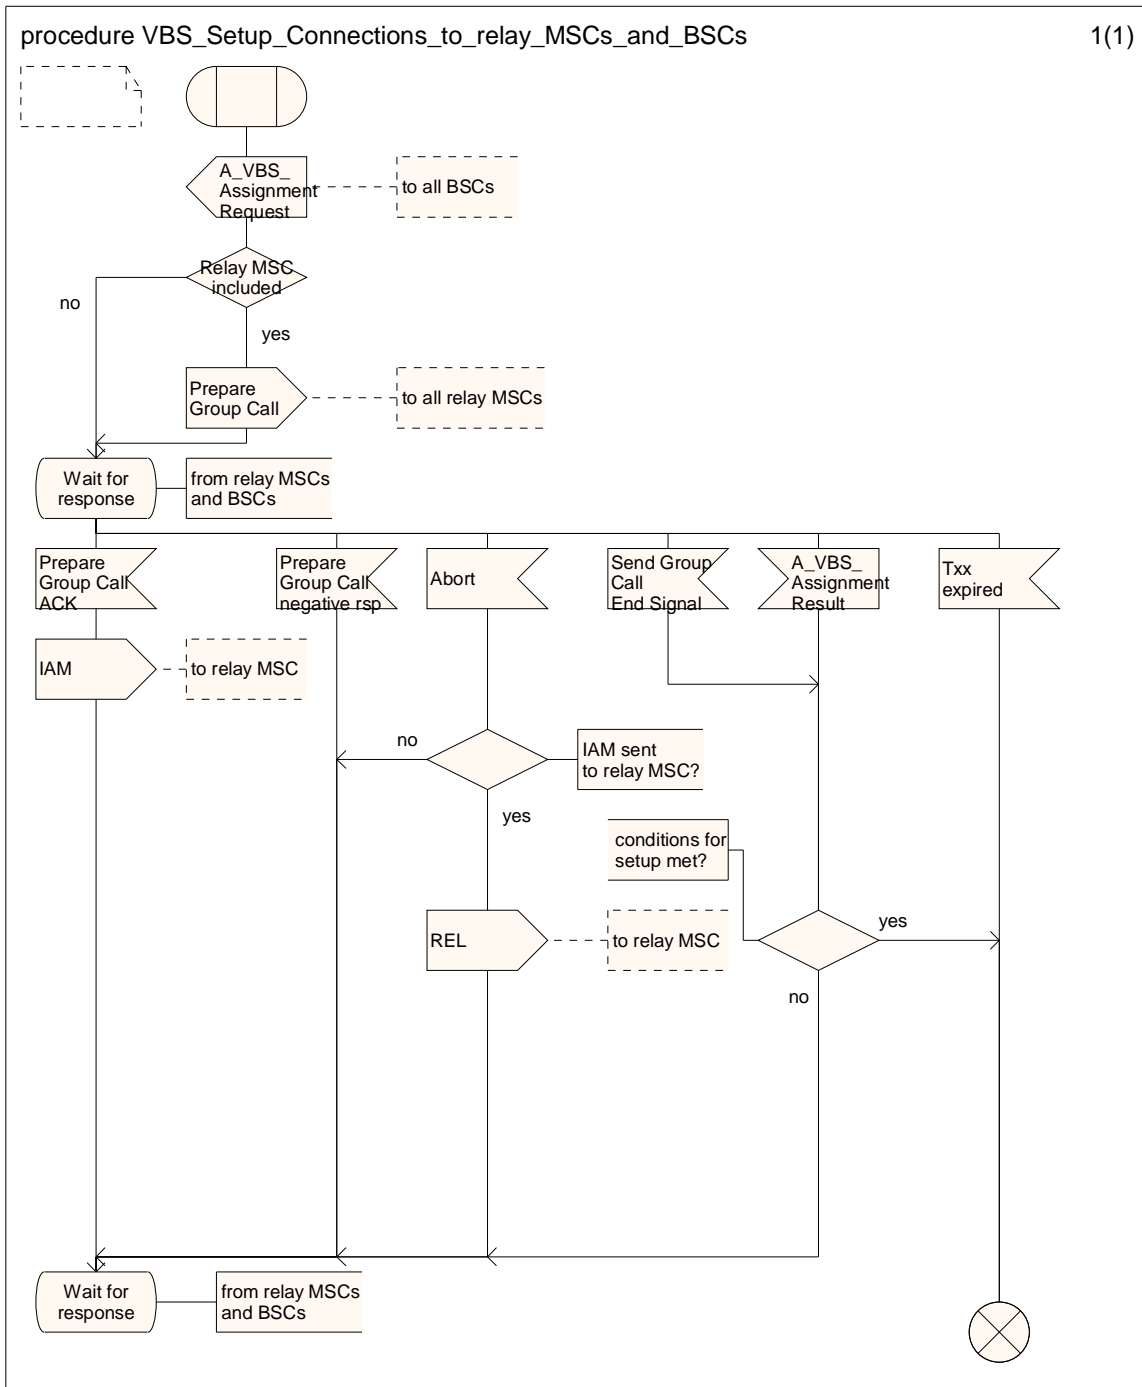 procedure VBS_Setup_Connections_to_relay_MSCs_and_BSCs
1(1)
A_VBS_
Assignment
Request
to all BSCs
Relay MSC
included
no
yes
Prepare
Group Call
to all relay MSCs
Wait for
response
from relay MSCs
and BSCs
Prepare
Group Call
ACK
Prepare
Group Call
negative rsp
Abort
Send Group
Call
End Signal
A_VBS_
Assignment
Result
Txx
expired
IAM
to relay MSC
no
IAM sent
to relay MSC?
yes
conditions for
setup met?
REL
to relay MSC
yes
no
Wait for
response
from relay MSCs
and BSCs